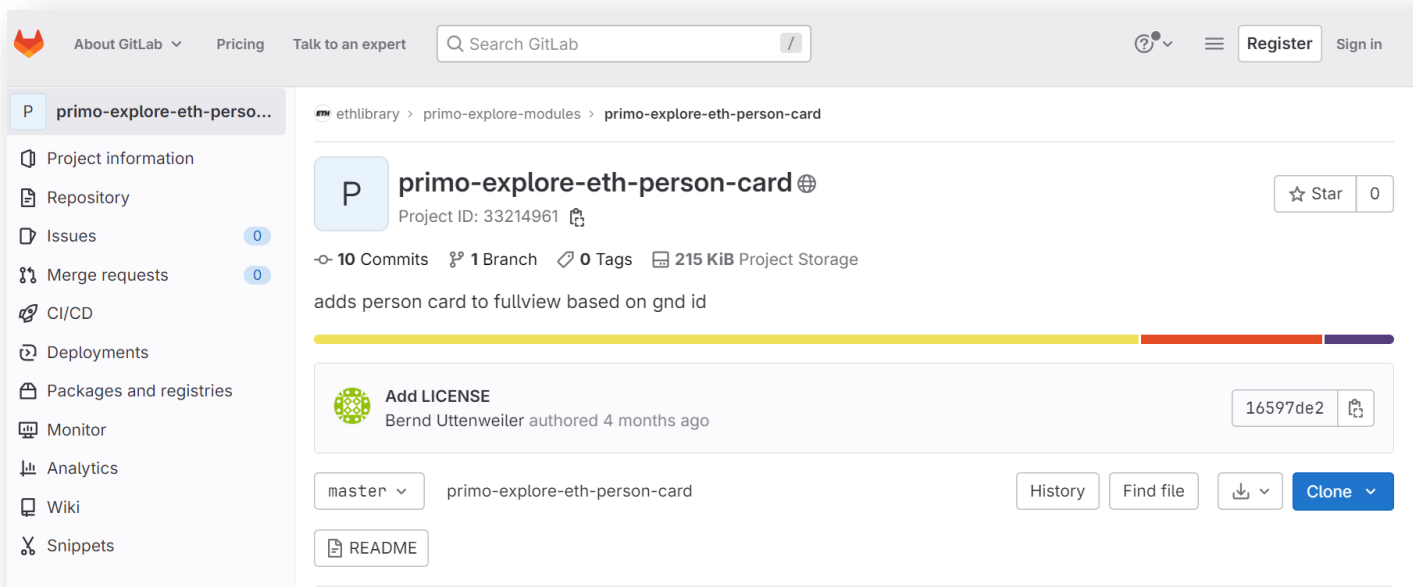 About GitLab Pricing Talk to an expert Search GitLab / Register Sign in
P primo-explore-eth-perso...
Project information
Repository
Issues 0
Merge requests 0
CI/CD
Deployments
Packages and registries
Monitor
Analytics
Wiki
Snippets
ETH ethlibrary > primo-explore-modules > primo-explore-eth-person-card
P
primo-explore-eth-person-card
Project ID: 33214961
Star 0
10 Commits 1 Branch 0 Tags 215 KiB Project Storage
adds person card to fullview based on gnd id
Add LICENSE
Bernd Uttenweiler authored 4 months ago
16597de2
master primo-explore-eth-person-card History Find file Clone
README